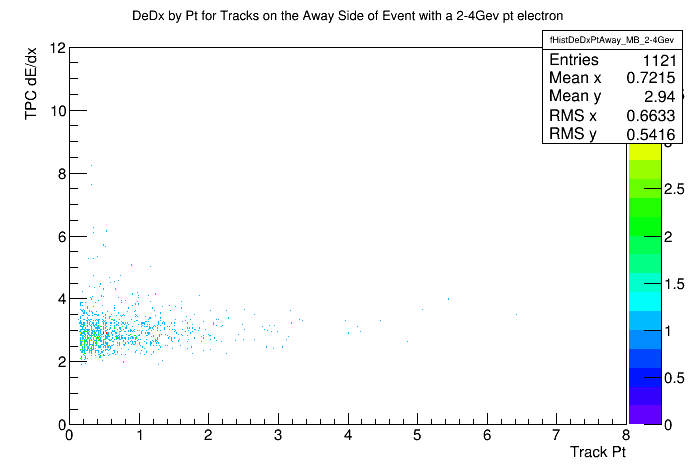 DeDx by Pt for Tracks on the Away Side of Event with a 2-4Gev pt electron
fHistDeDxPtAway_MB_2-4Gev
Entries 1121
Mean x 0.7215
Mean y 2.94
RMS x 0.6633
RMS y 0.5416
TPC dE/dx
12
10
8
6
4
2
0
2.5
2
1.5
1
0.5
0
0 1 2 3 4 5 6 7 8
Track Pt